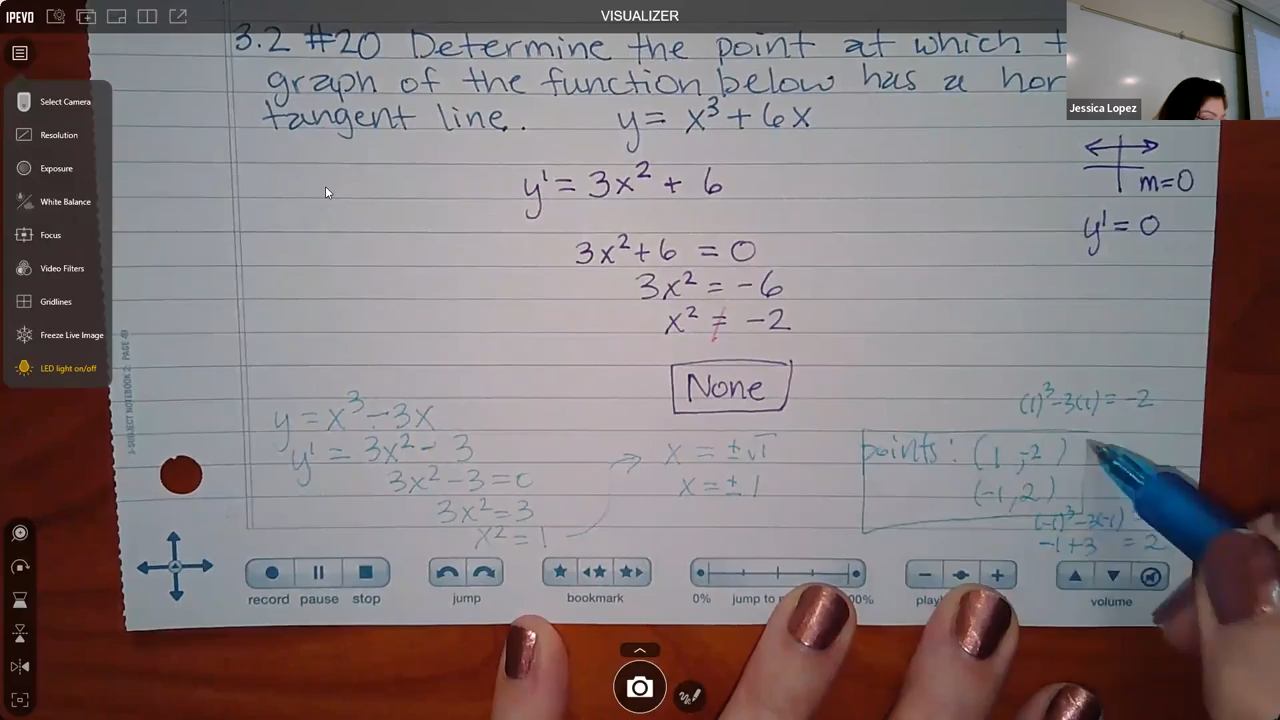 IPEVO
VISUALIZER
Select Camera
Resolution
Exposure
White Balance
Focus
Video Filters
Gridlines
Freeze Live Image
LED light on/off
Jessica Lopez
3.2 #20 Determine the point at which t
graph of the function below has a hor
tangent line. y = x³ + 6x
y' = 3x² + 6
3x² + 6 = 0
3x² = -6
x² ≠ -2
None
m=0
y' = 0
y = x³ - 3x
y' = 3x² - 3
3x² - 3 = 0
3x² = 3
x² = 1
x = ±√1
x = ±1
(1)³ - 3(1) = -2
points: (1, -2)
(-1, 2)
(-1)³ - 3(-1)
-1 + 3 = 2
record pause stop
jump
bookmark
0% jump to
00%
volume